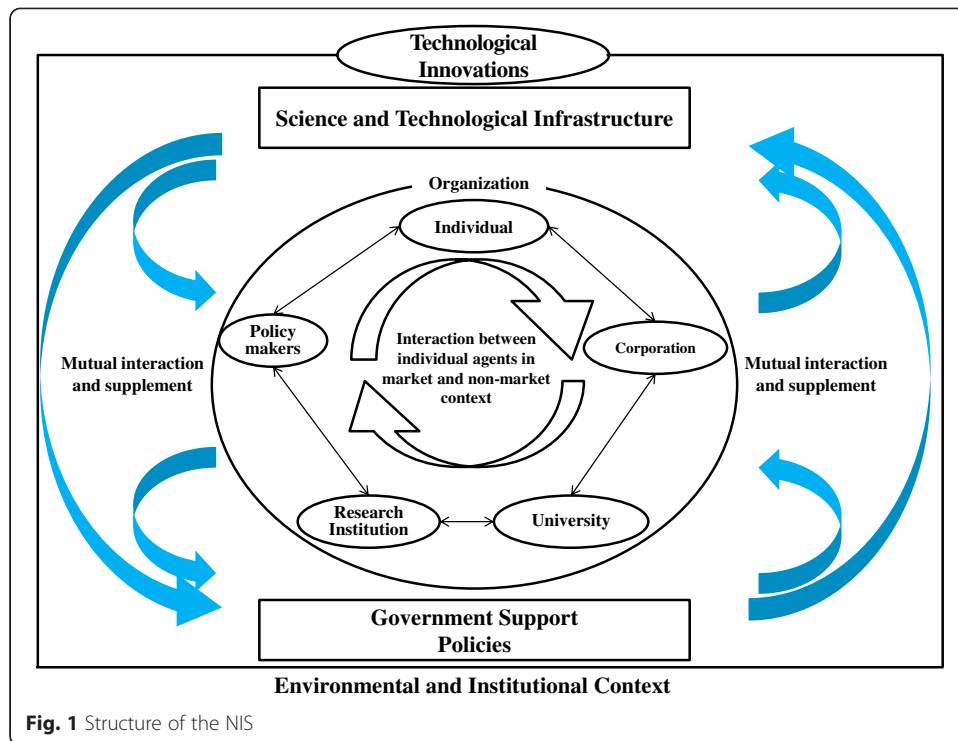 Technological
Innovations
Science and Technological Infrastructure
Organization
Individual
Policy
makers
Interaction between
individual agents in
market and non-market
context
Corporation
Mutual interaction
and supplement
Mutual interaction
and supplement
Research
Institution
University
Government Support
Policies
Environmental and Institutional Context
Fig. 1 Structure of the NIS